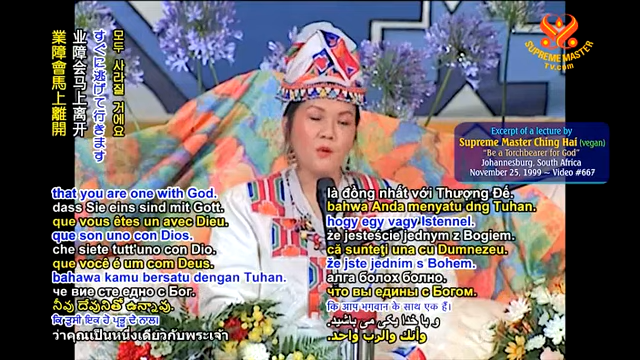 業障會馬上離開
业障会马上离开
すぐに逃げて行きます
모두 사라질 거예요
SUPREME MASTER
TV.com
Excerpt of a lecture by
Supreme Master Ching Hai (vegan)
"Be a Torchbearer for God"
Johannesburg, South Africa
November 25, 1999 ~ Video #667
that you are one with God.
dass Sie eins sind mit Gott.
que vous êtes un avec Dieu.
que son uno con Dios.
che siete tutt'uno con Dio.
que você é um com Deus.
bahawa kamu bersatu dengan Tuhan.
че вие сте едно с Бог.
నీవు దేవునితో ఉన్నావు.
ਕਿ ਤੁਸੀ ਇਕ ਹੋ ਪ੍ਰਭੂ ਦੇ ਨਾਲ।
ว่าคุณเป็นหนึ่งเดียวกับพระเจ้า
là đồng nhất với Thượng Đế.
bahwa Anda menyatu dng Tuhan.
hogy egy vagy Istennel.
że jesteście jednym z Bogiem.
că sunteţi una cu Dumnezeu.
že jste jedním s Bohem.
алга болох болно.
что вы едины с Богом.
कि आप भगवान के साथ एक हैं।
و با خدا یکی می باشید.
وأنك والرب واحد.